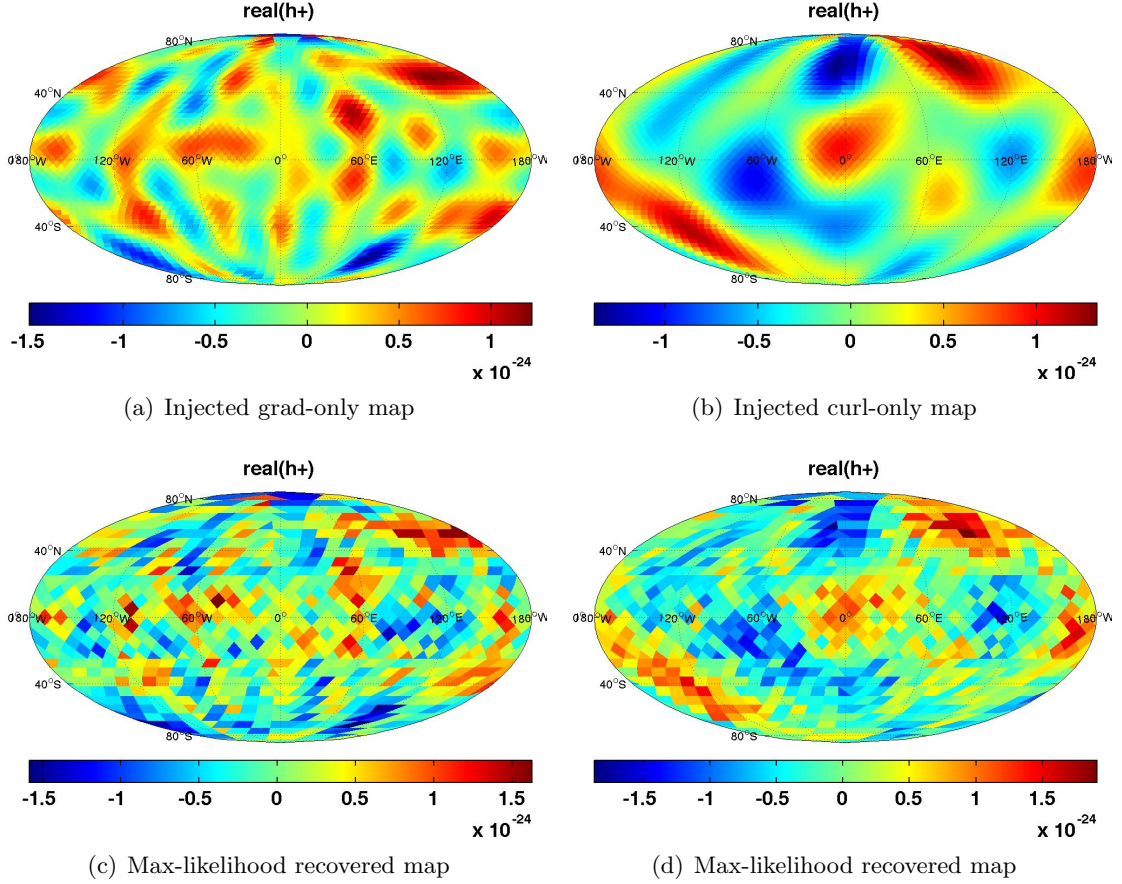 real(h+)
real(h+)
80°N
40°N
0°
180°W
120°W
60°W
0°
60°E
120°E
180°W
40°S
80°S
80°N
40°N
0°
180°W
120°W
60°W
0°
60°E
120°E
180°W
40°S
80°S
-1.5 -1 -0.5 0 0.5 1
x 10^-24
-1 -0.5 0 0.5 1
x 10^-24
(a) Injected grad-only map
(b) Injected curl-only map
real(h+)
real(h+)
80°N
40°N
0°
180°W
120°W
60°W
0°
60°E
120°E
180°W
40°S
80°S
80°N
40°N
0°
180°W
120°W
60°W
0°
60°E
120°E
180°W
40°S
80°S
-1.5 -1 -0.5 0 0.5 1 1.5
x 10^-24
-1.5 -1 -0.5 0 0.5 1 1.5
x 10^-24
(c) Max-likelihood recovered map
(d) Max-likelihood recovered map